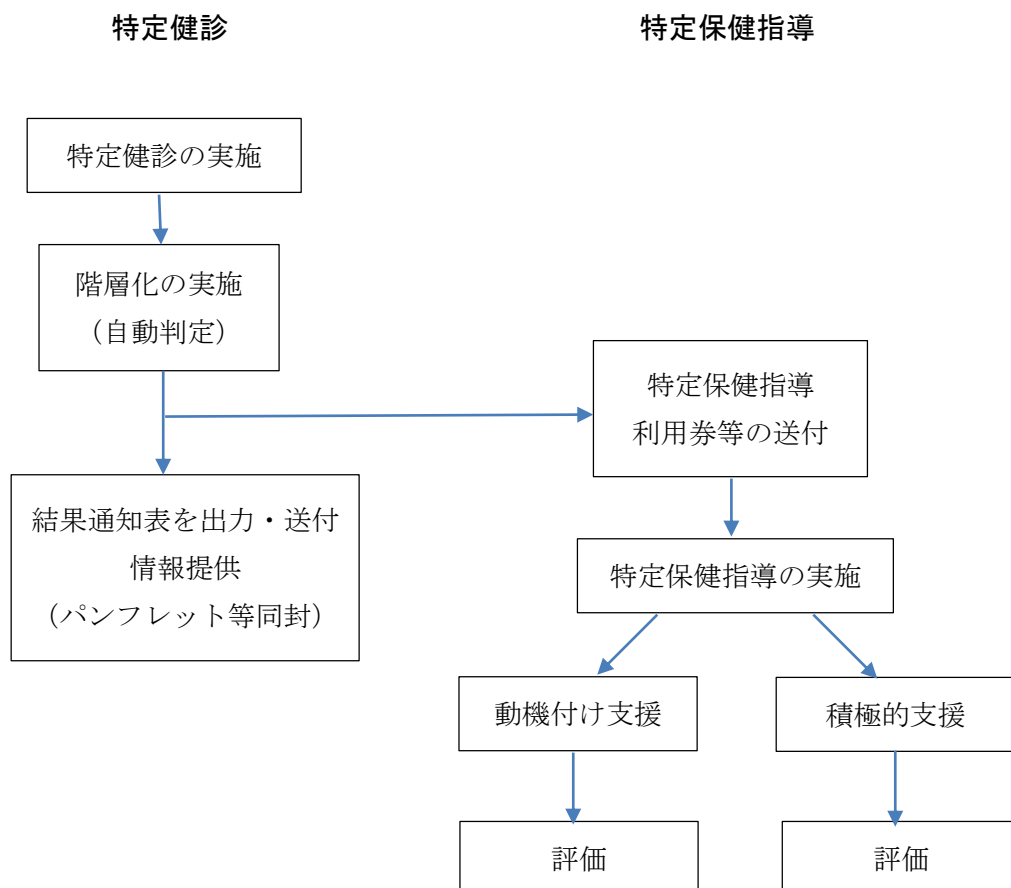 特定健診
特定保健指導
特定健診の実施
階層化の実施
（自動判定）
特定保健指導
利用券等の送付
結果通知表を出力・送付
情報提供
（パンフレット等同封）
特定保健指導の実施
動機付け支援
積極的支援
評価
評価